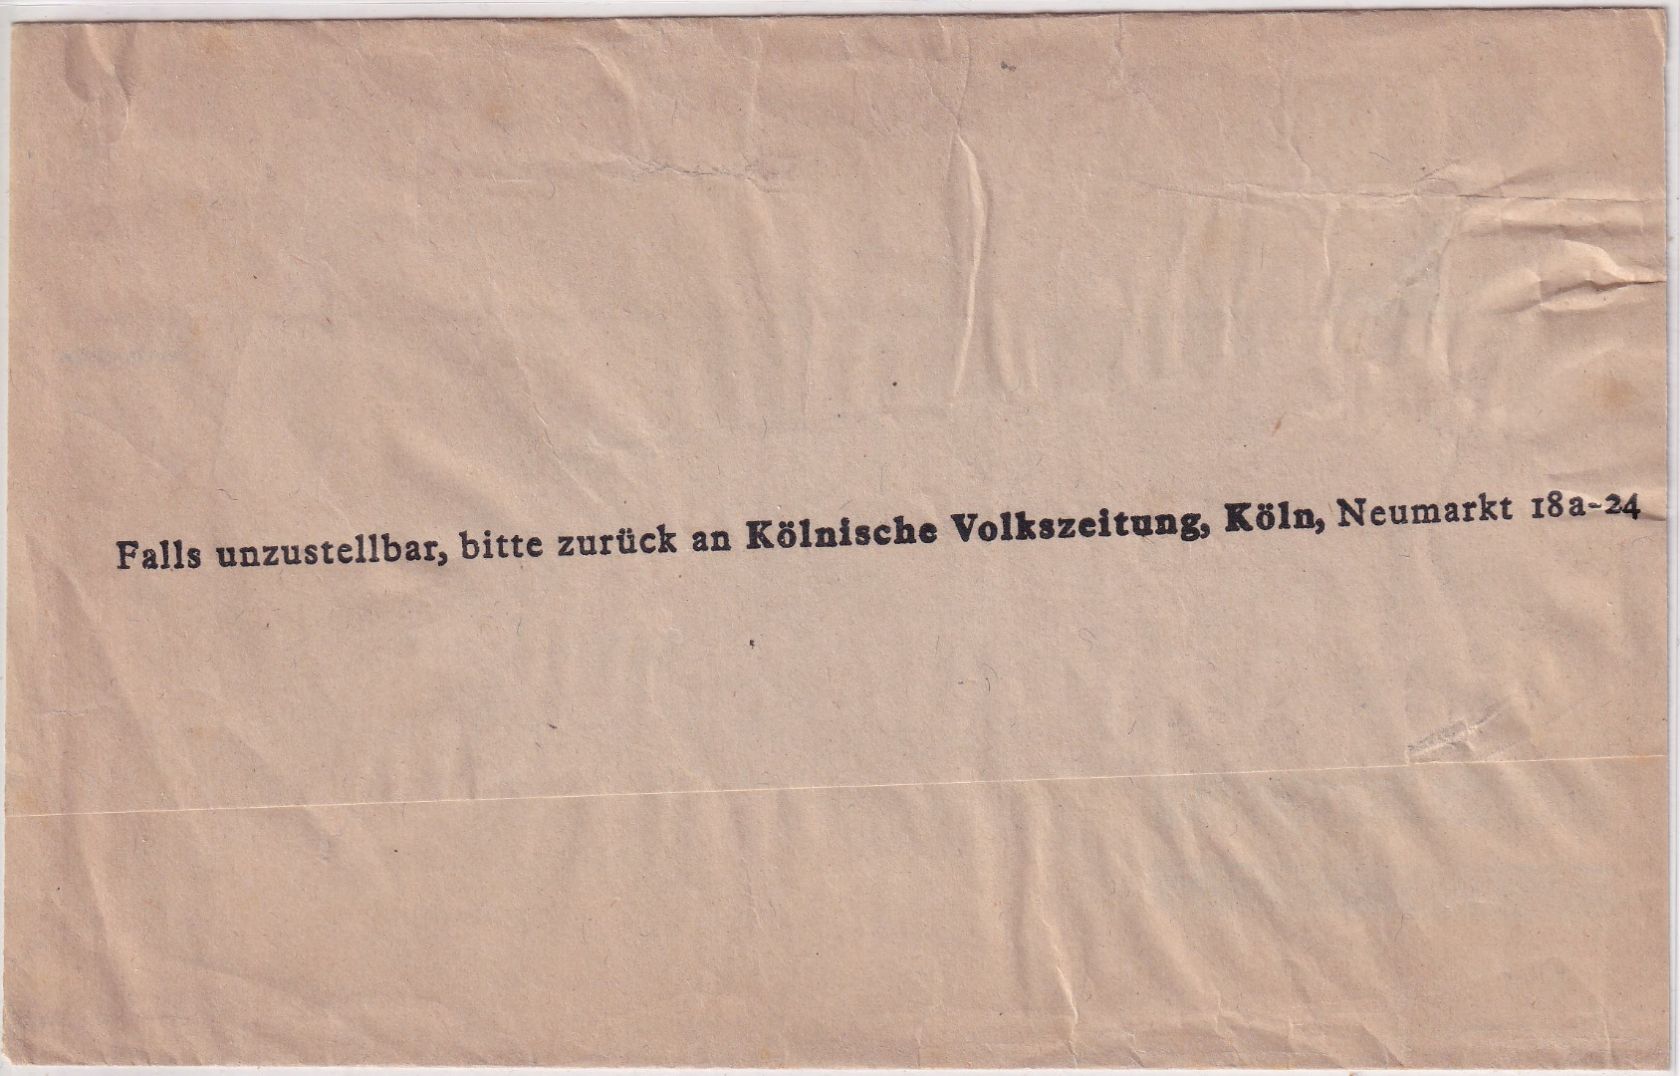 Falls unzustellbar, bitte zurück an Kölnische Volkszeitung, Köln, Neumarkt 18a-24